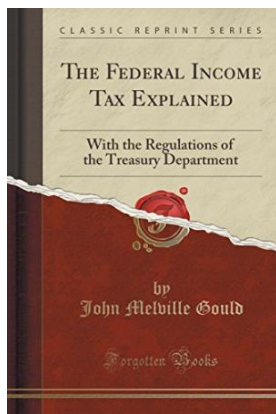 CLASSIC REPRINT SERIES
THE FEDERAL INCOME
TAX EXPLAINED
With the Regulations of
the Treasury Department
by
John Melville Gould
Forgotten Books